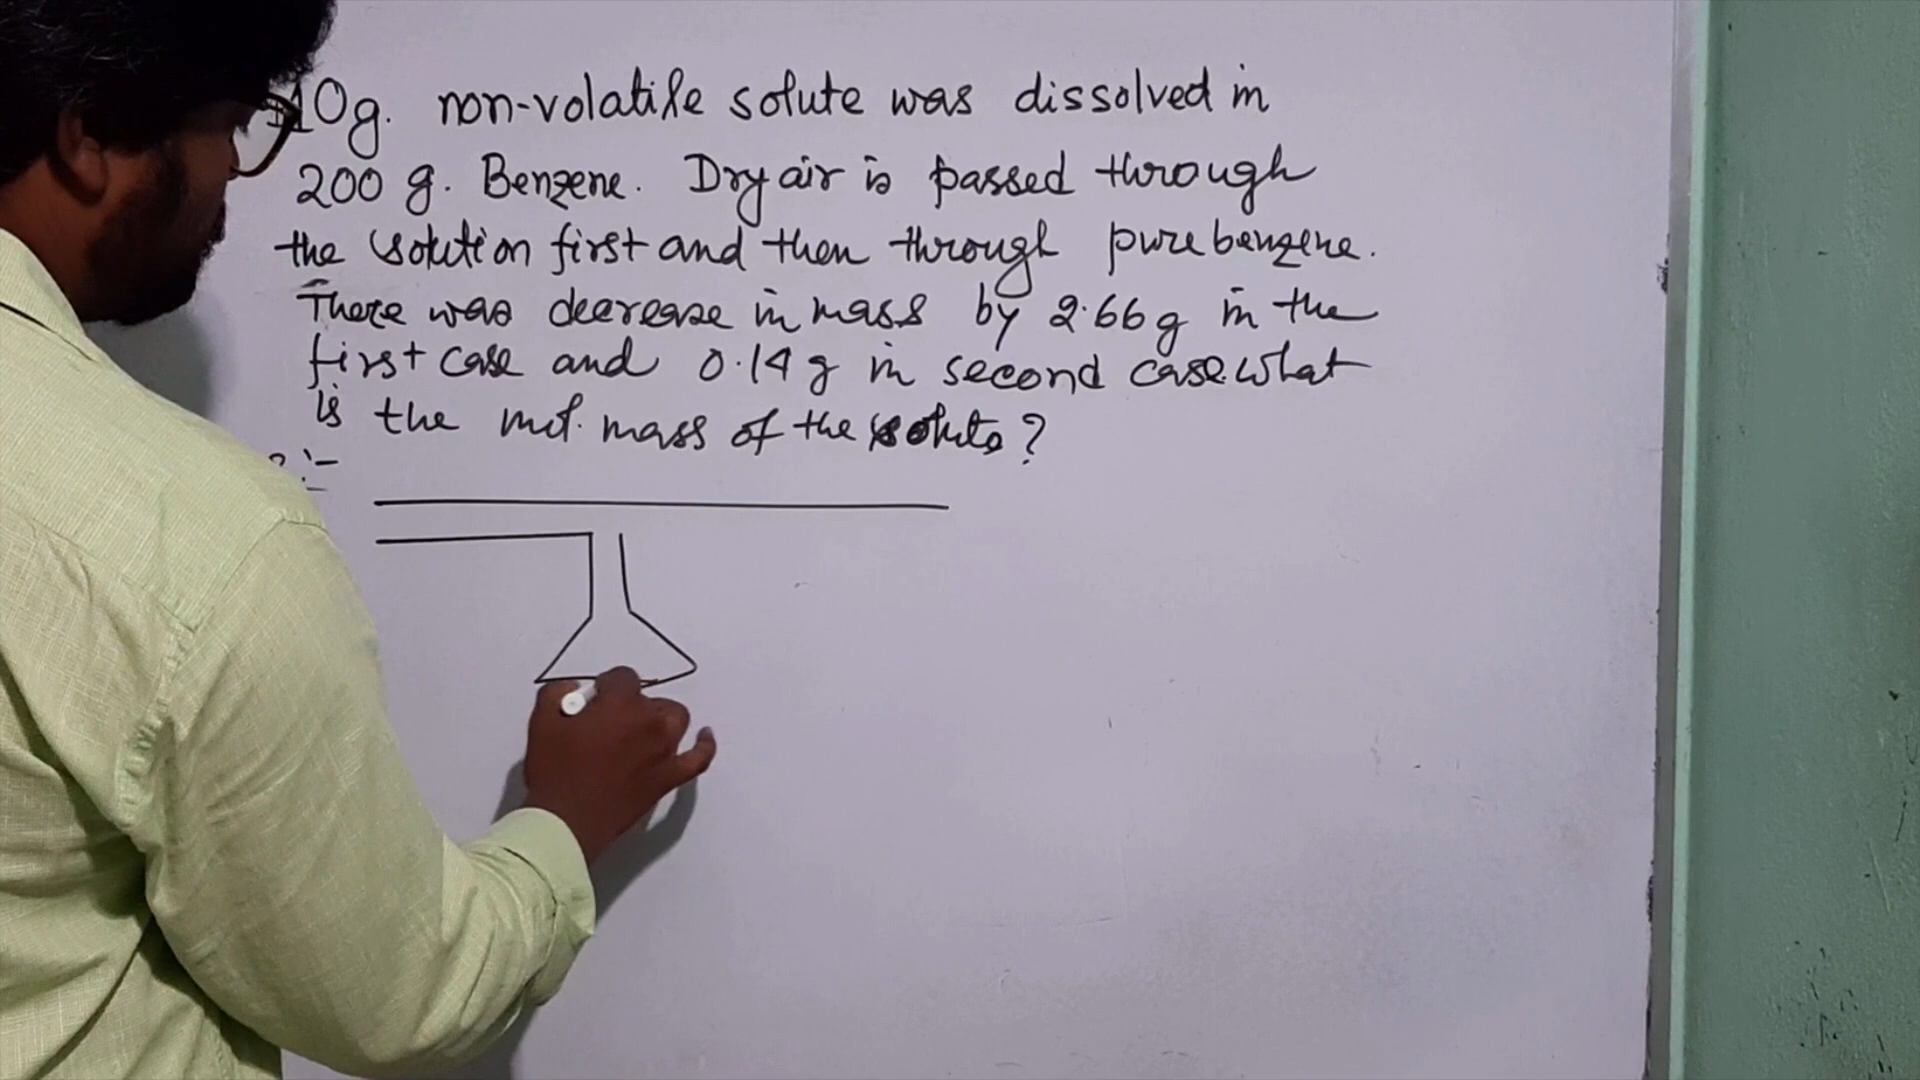 10g. non-volatile solute was dissolved in
200 g. Benzene. Dry air is passed through
the solution first and then through pure benzene.
There was decrease in mass by 2.66 g in the
first case and 0.14 g in second case. what
is the mol. mass of the solute?